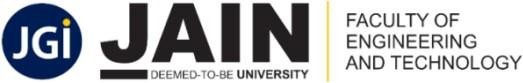 JGi
JAIN
DEEMED-TO-BE UNIVERSITY
FACULTY OF
ENGINEERING
AND TECHNOLOGY